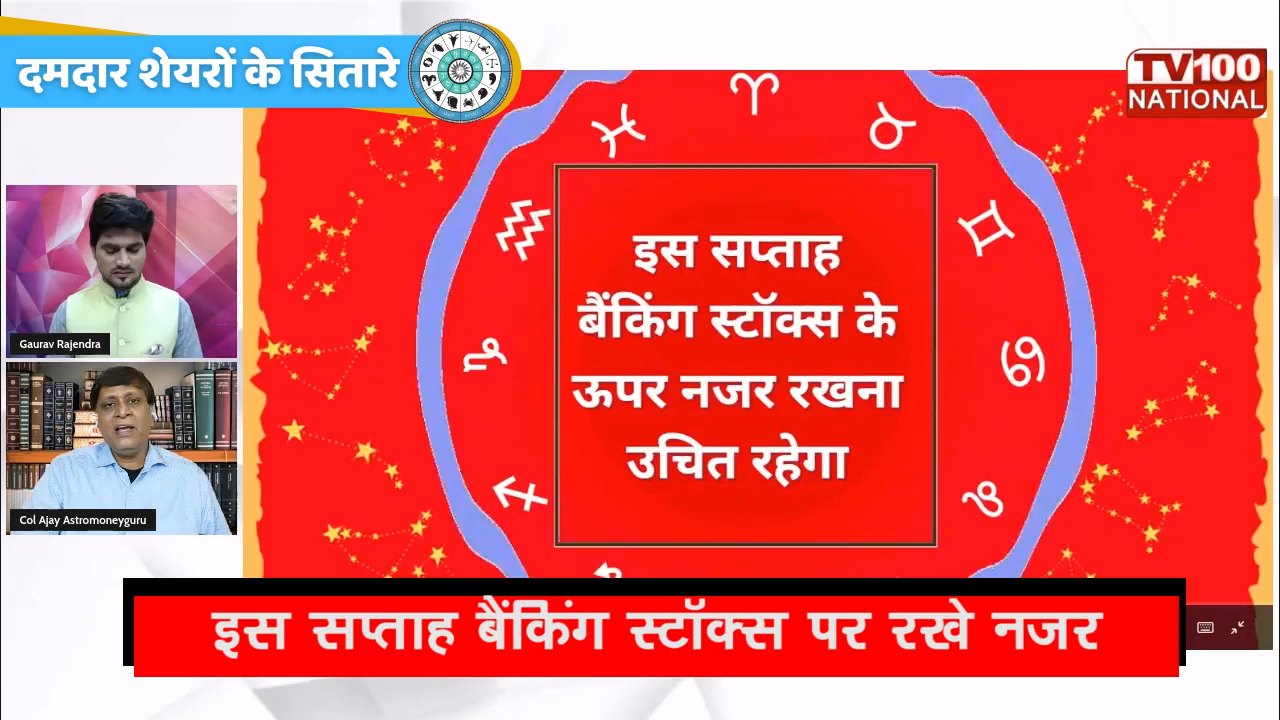 दमदार शेयरों के सितारे
TV100
NATIONAL
इस सप्ताह
बैंकिंग स्टॉक्स के
ऊपर नजर रखना
उचित रहेगा
Gaurav Rajendra
Col Ajay Astromoneyguru
इस सप्ताह बैंकिंग स्टॉक्स पर रखे नजर